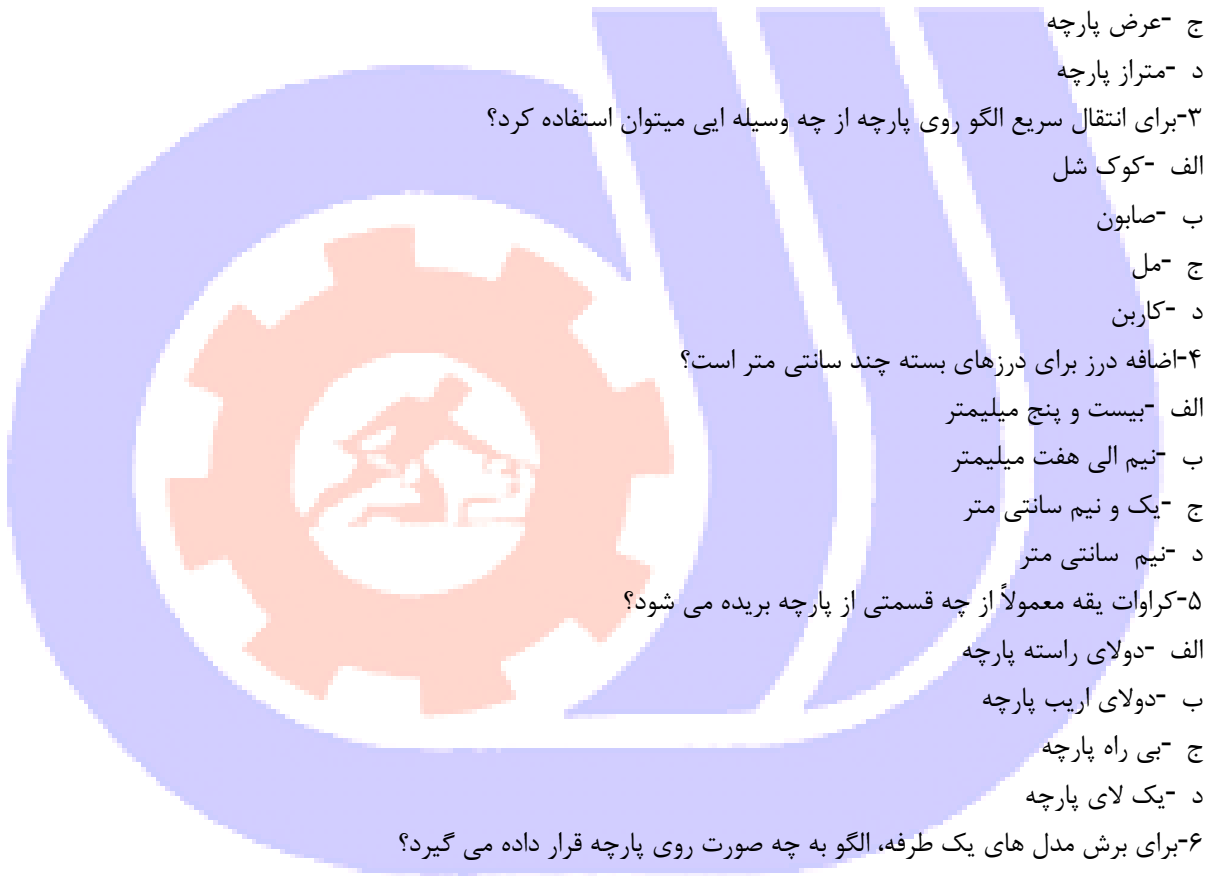 ج -عرض پارچه
د -متراز پارچه
۳-برای انتقال سریع الگو روی پارچه از چه وسیله ایی میتوان استفاده کرد؟
الف -کوک شل
ب -صابون
ج -مل
د -کاربن
۴-اضافه درز برای درزهای بسته چند سانتی متر است؟
الف -بیست و پنج میلیمتر
ب -نیم الی هفت میلیمتر
ج -یک و نیم سانتی متر
د -نیم سانتی متر
۵-کراوات یقه معمولاً از چه قسمتی از پارچه بریده می شود؟
الف -دولای راسته پارچه
ب -دولای اریب پارچه
ج -بی راه پارچه
د -یک لای پارچه
۶-برای برش مدل های یک طرفه، الگو به چه صورت روی پارچه قرار داده می گیرد؟